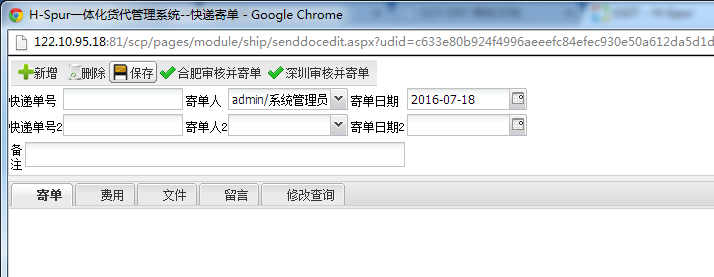 H-Spur一体化货代管理系统--快递寄单 - Google Chrome
122.10.95.18:81/scp/pages/module/ship/senddocedit.aspx?udid=c633e80b924f4996aeeefc84efec930e50a612da5d1d
新增 删除 保存 合肥审核并寄单 深圳审核并寄单
快递单号 寄单人 admin/系统管理员 寄单日期 2016-07-18
快递单号2 寄单人2 寄单日期2
备注
寄单 费用 文件 留言 修改查询